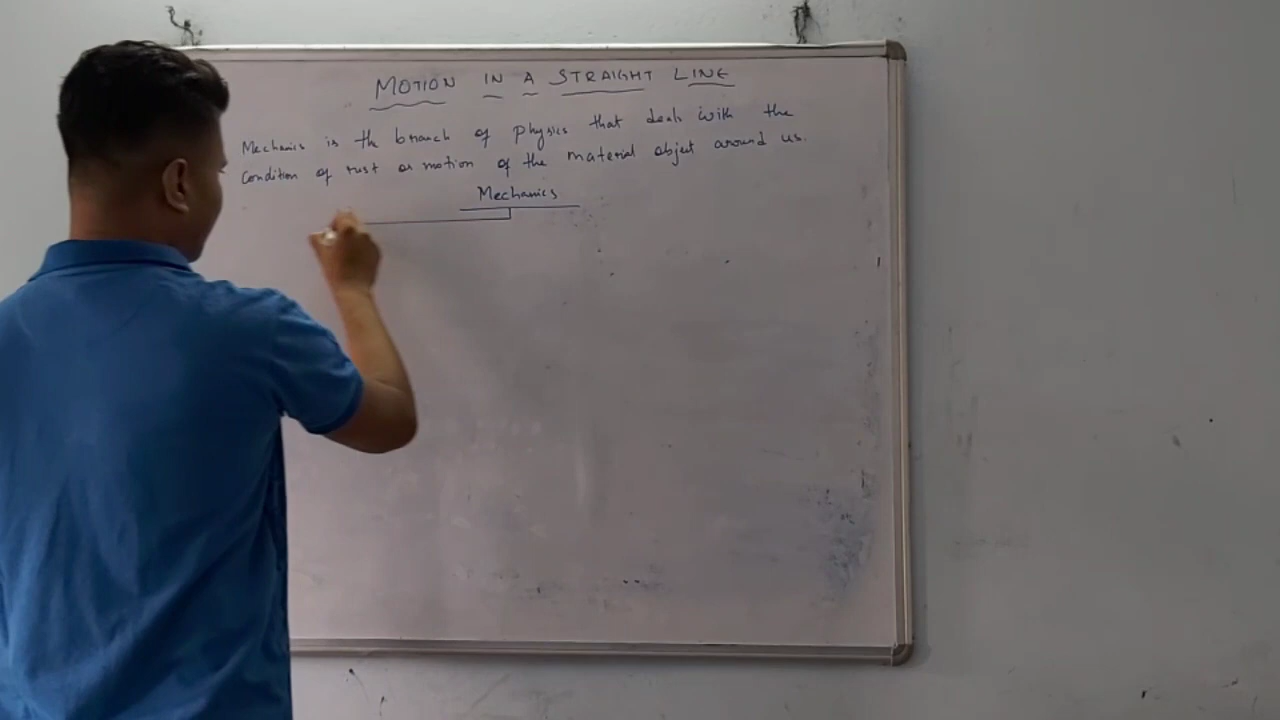 MOTION IN A STRAIGHT LINE
Mechanics is the branch of physics that deals with the
condition of rest or motion of the material object around us.
Mechanics